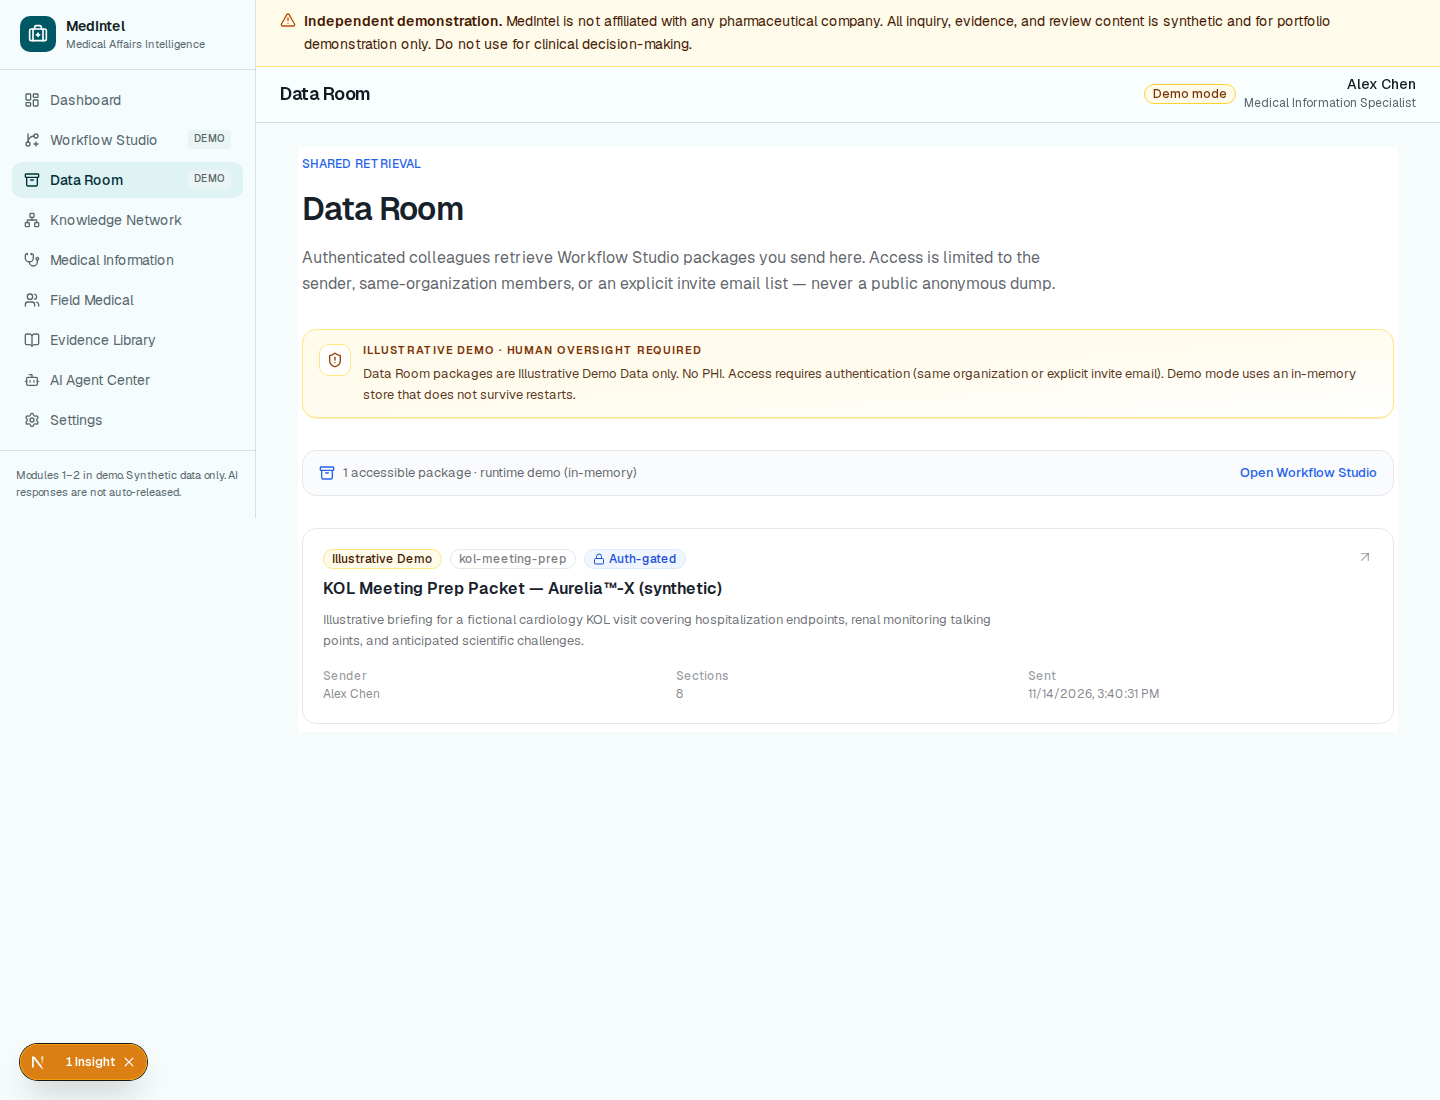 MedIntel
Medical Affairs Intelligence
Dashboard
Workflow Studio DEMO
Data Room DEMO
Knowledge Network
Medical Information
Field Medical
Evidence Library
AI Agent Center
Settings
Modules 1–2 in demo. Synthetic data only. AI
responses are not auto-released.
1 Insight
Independent demonstration. MedIntel is not affiliated with any pharmaceutical company. All inquiry, evidence, and review content is synthetic and for portfolio
demonstration only. Do not use for clinical decision-making.
Data Room
Demo mode
Alex Chen
Medical Information Specialist
SHARED RETRIEVAL
Data Room
Authenticated colleagues retrieve Workflow Studio packages you send here. Access is limited to the
sender, same-organization members, or an explicit invite email list — never a public anonymous dump.
ILLUSTRATIVE DEMO · HUMAN OVERSIGHT REQUIRED
Data Room packages are Illustrative Demo Data only. No PHI. Access requires authentication (same organization or explicit invite email). Demo mode uses an in-memory
store that does not survive restarts.
1 accessible package · runtime demo (in-memory)
Open Workflow Studio
Illustrative Demo kol-meeting-prep Auth-gated
KOL Meeting Prep Packet — Aurelia™-X (synthetic)
Illustrative briefing for a fictional cardiology KOL visit covering hospitalization endpoints, renal monitoring talking
points, and anticipated scientific challenges.
Sender Sections Sent
Alex Chen 8 11/14/2026, 3:40:31 PM